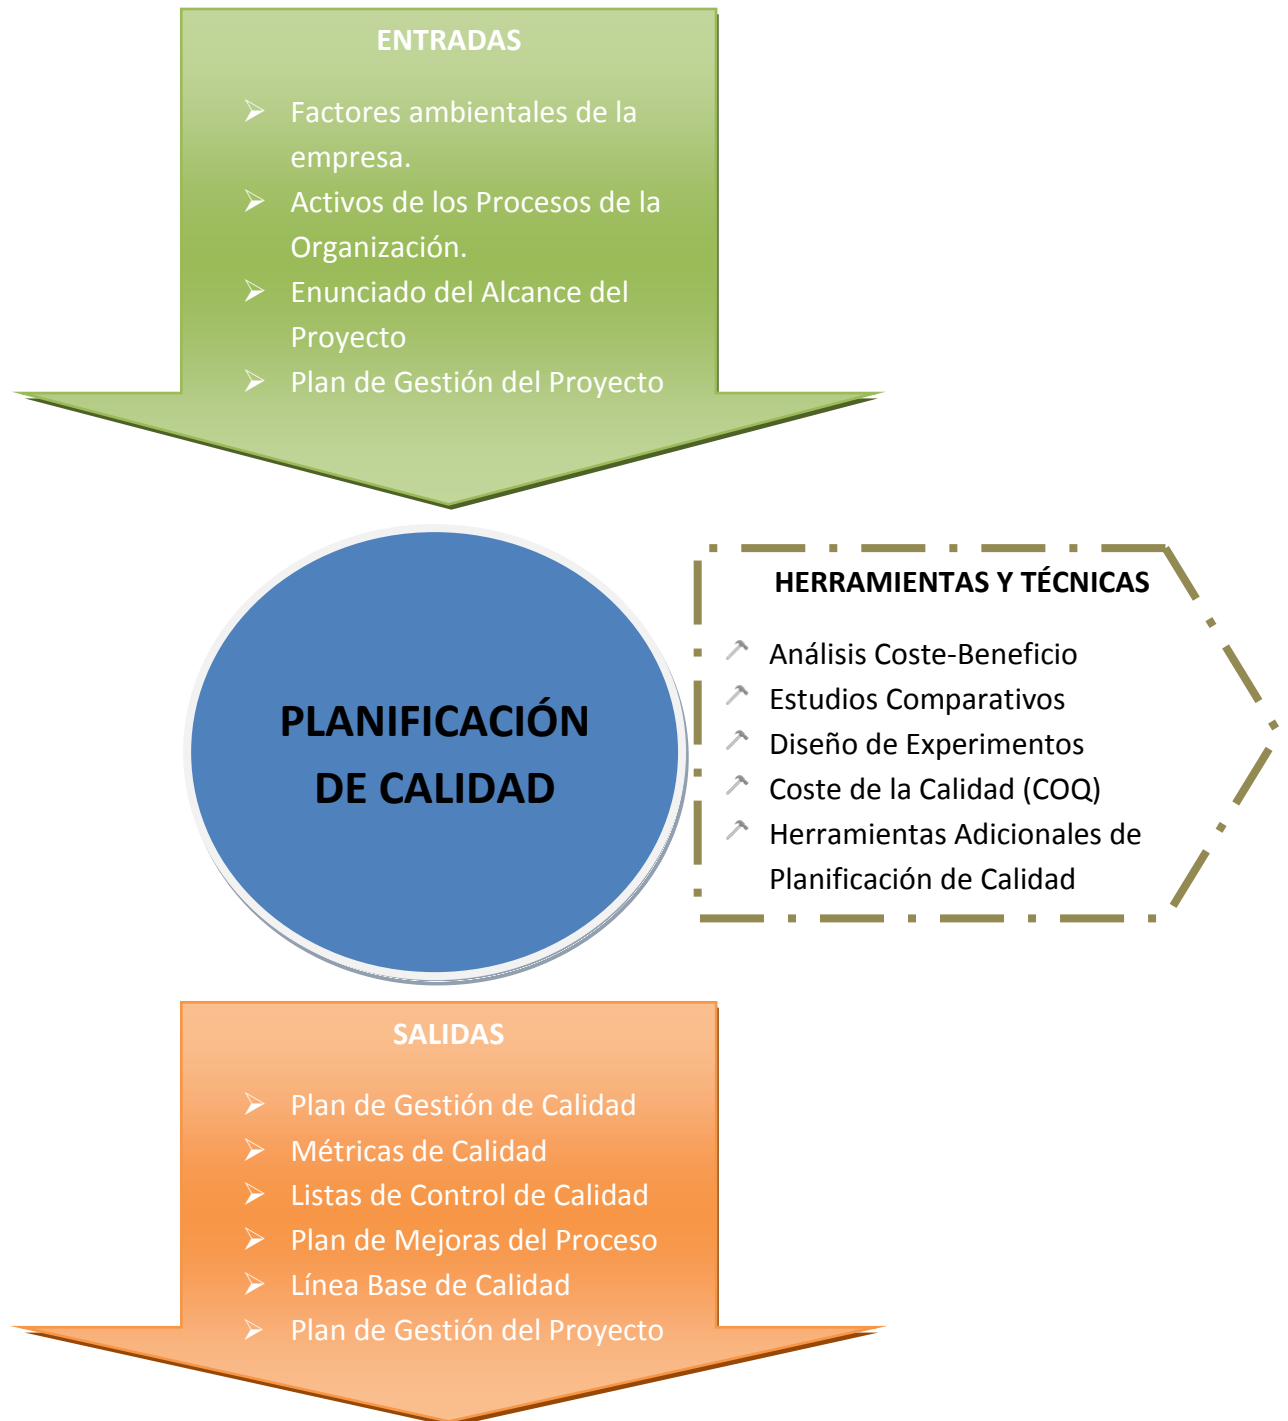 ENTRADAS
Factores ambientales de la
empresa.
Activos de los Procesos de la
Organización.
Enunciado del Alcance del
Proyecto
Plan de Gestión del Proyecto
PLANIFICACIÓN
DE CALIDAD
HERRAMIENTAS Y TÉCNICAS
Análisis Coste-Beneficio
Estudios Comparativos
Diseño de Experimentos
Coste de la Calidad (COQ)
Herramientas Adicionales de
Planificación de Calidad
SALIDAS
Plan de Gestión de Calidad
Métricas de Calidad
Listas de Control de Calidad
Plan de Mejoras del Proceso
Línea Base de Calidad
Plan de Gestión del Proyecto